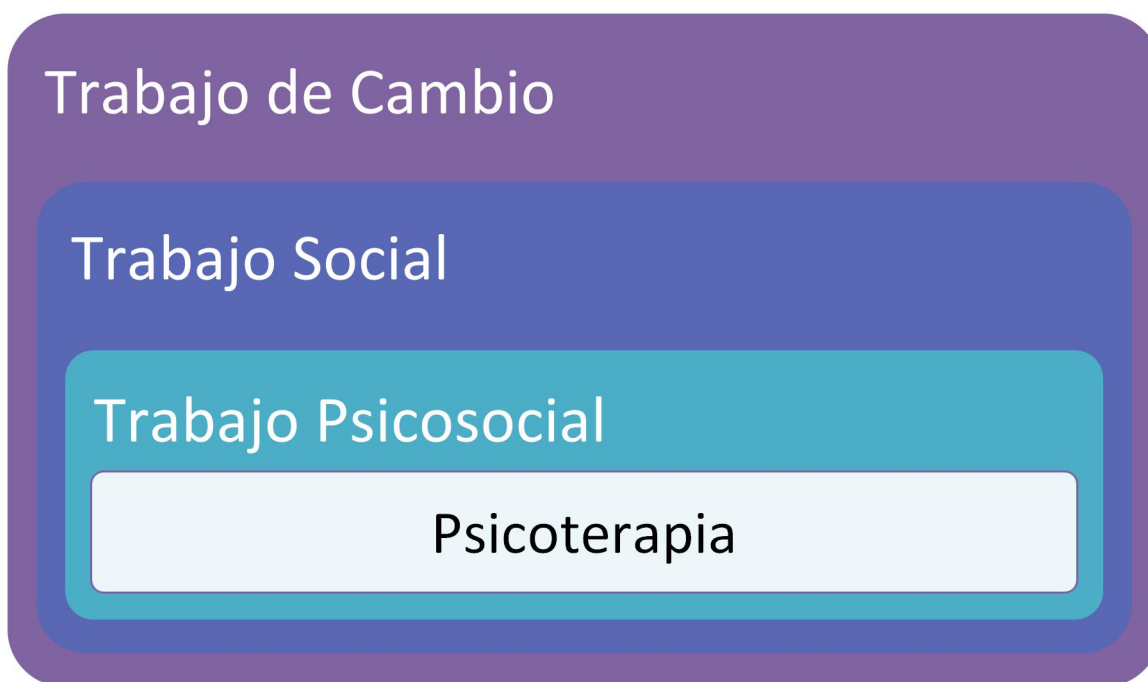 Trabajo de Cambio
Trabajo Social
Trabajo Psicosocial
Psicoterapia